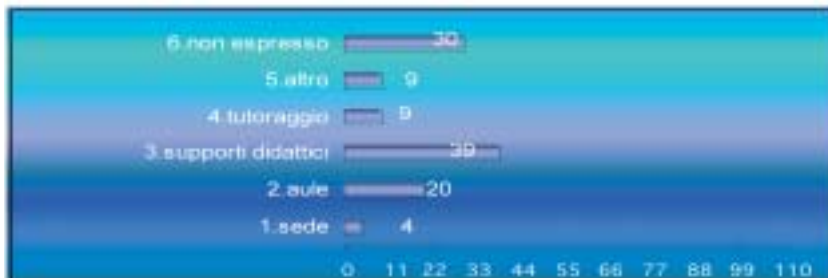 6.non espresso 30
5.altro 9
4.tutoraggio 9
3.supporti didattici 39
2.aule 20
1.sede 4
0 11 22 33 44 55 66 77 88 99 110